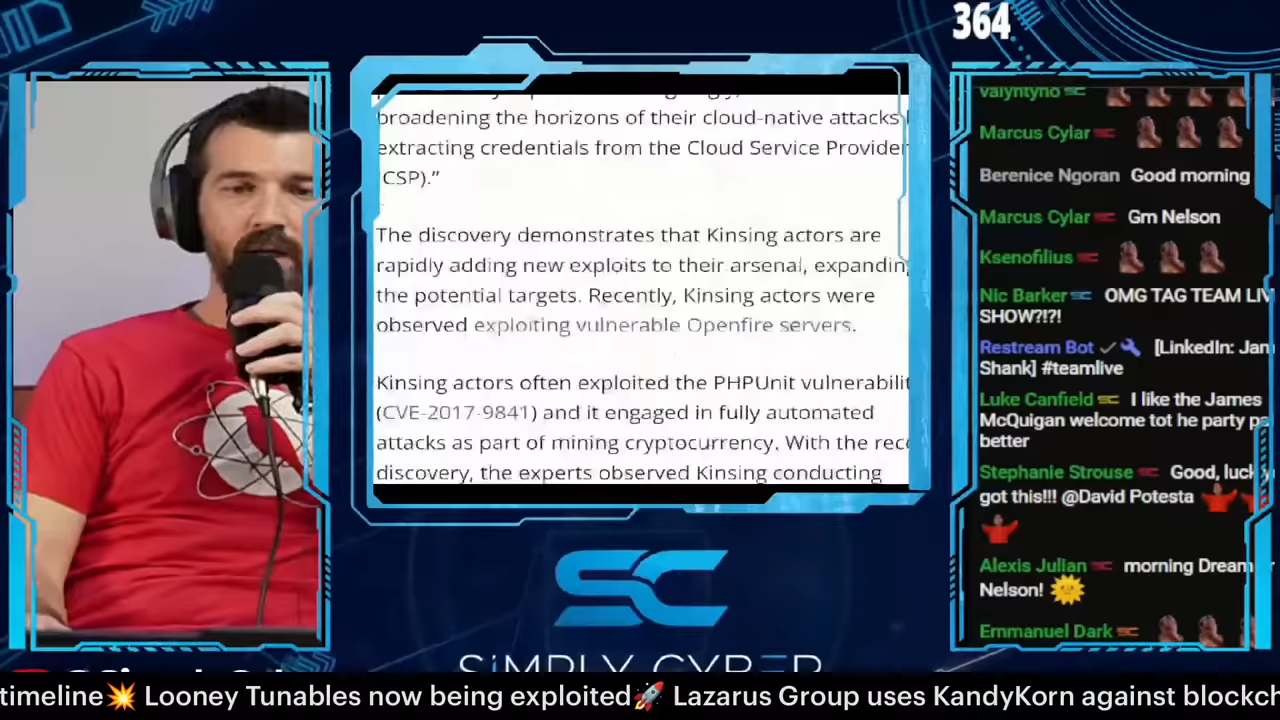 364
broadening the horizons of their cloud-native attacks
extracting credentials from the Cloud Service Provider
CSP).”
The discovery demonstrates that Kinsing actors are
rapidly adding new exploits to their arsenal, expanding
the potential targets. Recently, Kinsing actors were
observed exploiting vulnerable Openfire servers.
Kinsing actors often exploited the PHPUnit vulnerabilit
(CVE-2017-9841) and it engaged in fully automated
attacks as part of mining cryptocurrency. With the rece
discovery, the experts observed Kinsing conducting
SC
SIMPLY CYBER
valyntyno
Marcus Cylar
Berenice Ngoran Good morning
Marcus Cylar Gm Nelson
Ksenofilius
Nic Barker OMG TAG TEAM LIV
SHOW?!?!
Restream Bot [LinkedIn: Jan
Shank] #teamlive
Luke Canfield I like the James
McQuigan welcome tot he party pa
better
Stephanie Strouse Good, luck
got this!!! @David Potesta
Alexis Julian morning Dream
Nelson!
Emmanuel Dark
timeline💥 Looney Tunables now being exploited🚀 Lazarus Group uses KandyKorn against blockch